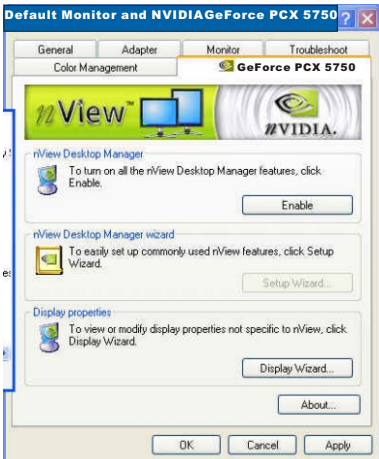 Default Monitor and NVIDIAGeForce PCX 5750
General Adapter Monitor Troubleshoot
Color Management GeForce PCX 5750
nView™ nVIDIA.
nView Desktop Manager
To turn on all the nView Desktop Manager features, click
Enable.
Enable
nView Desktop Manager wizard
To easily set up commonly used nView features, click Setup
Wizard.
Setup Wizard...
Display properties
To view or modify display properties not specific to nView, click
Display Wizard.
Display Wizard...
About...
OK Cancel Apply